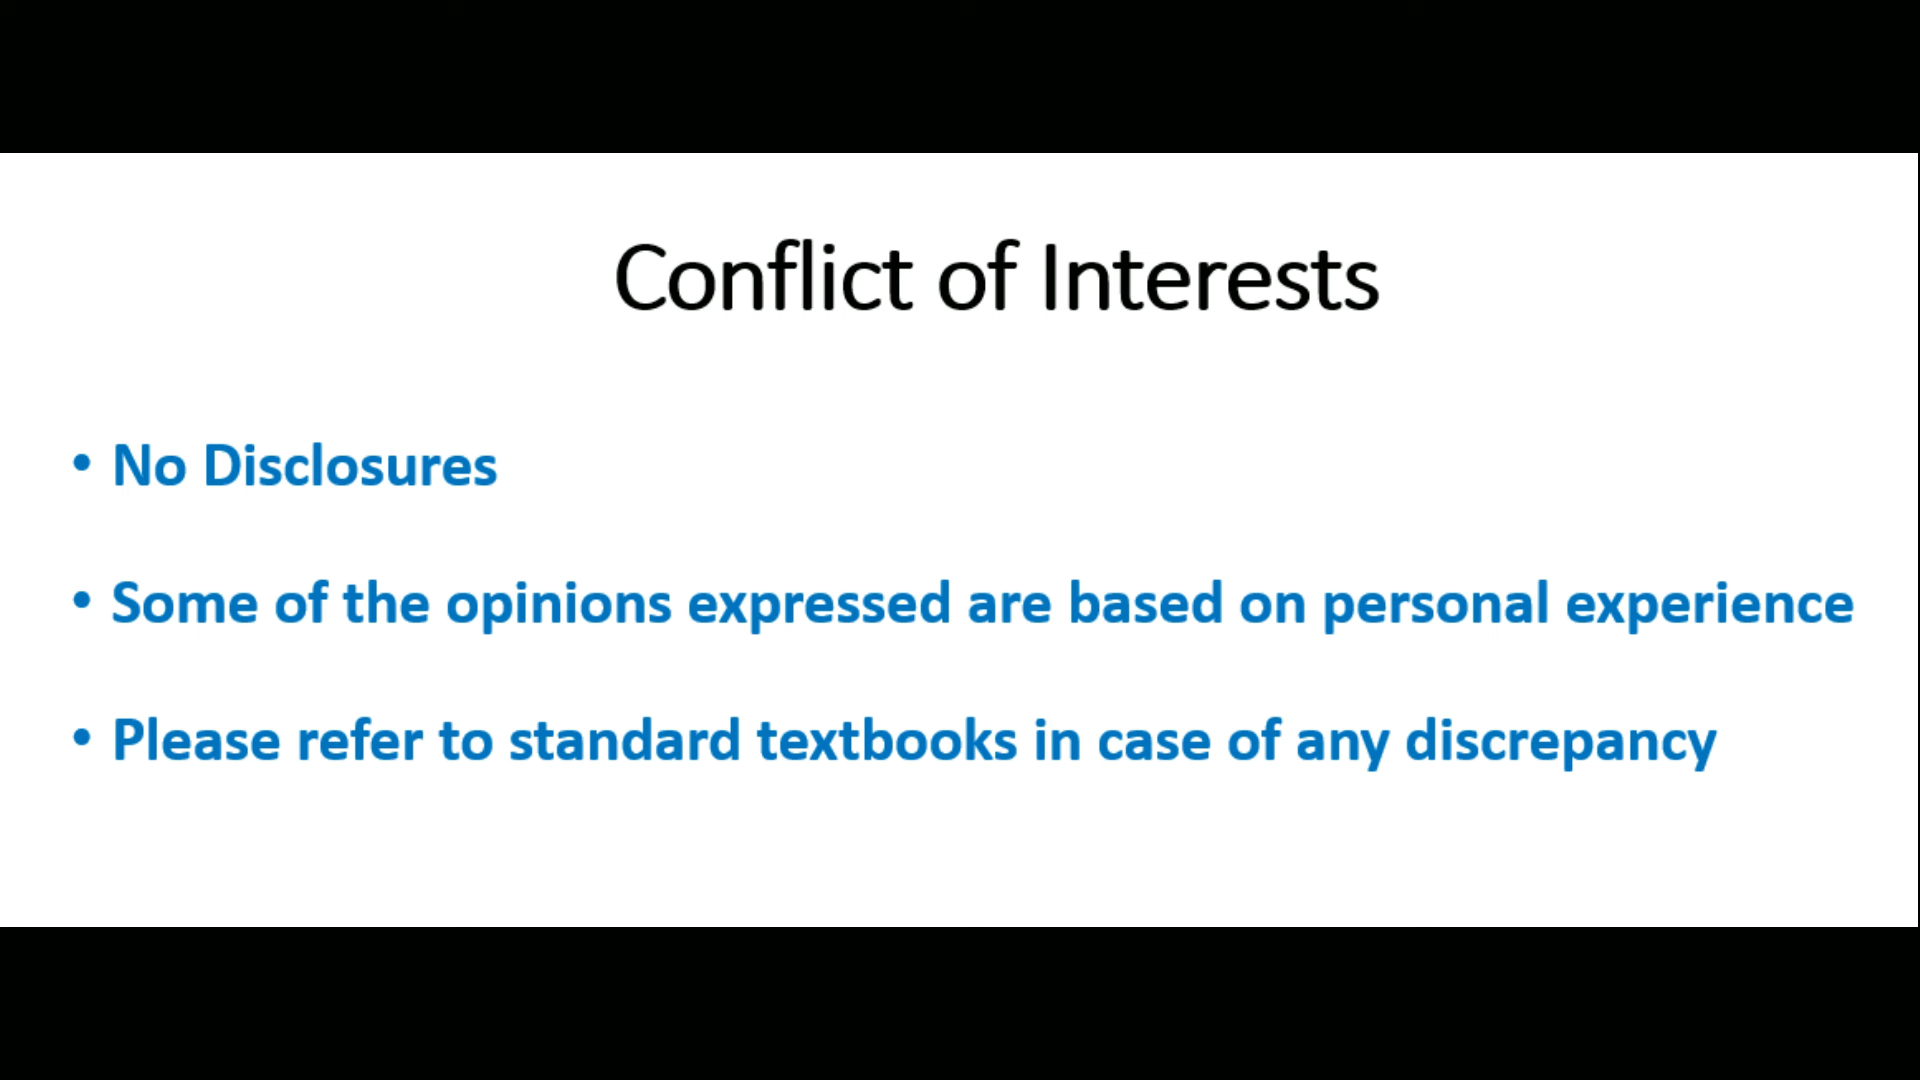 Conflict of Interests
• No Disclosures
• Some of the opinions expressed are based on personal experience
• Please refer to standard textbooks in case of any discrepancy